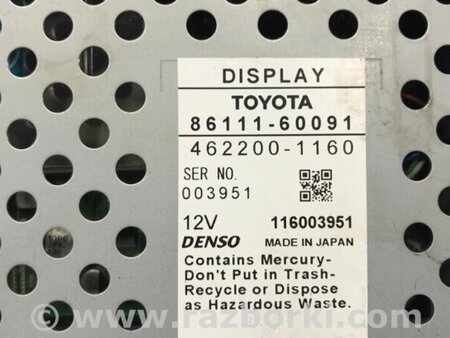 DISPLAY
TOYOTA
86111-60091
462200-1160
SER NO.
003951
12V 116003951
DENSO MADE IN JAPAN
Contains Mercury-
Don't Put in Trash-
Recycle or Dispose
as Hazardous Waste.
© www.razborki.com